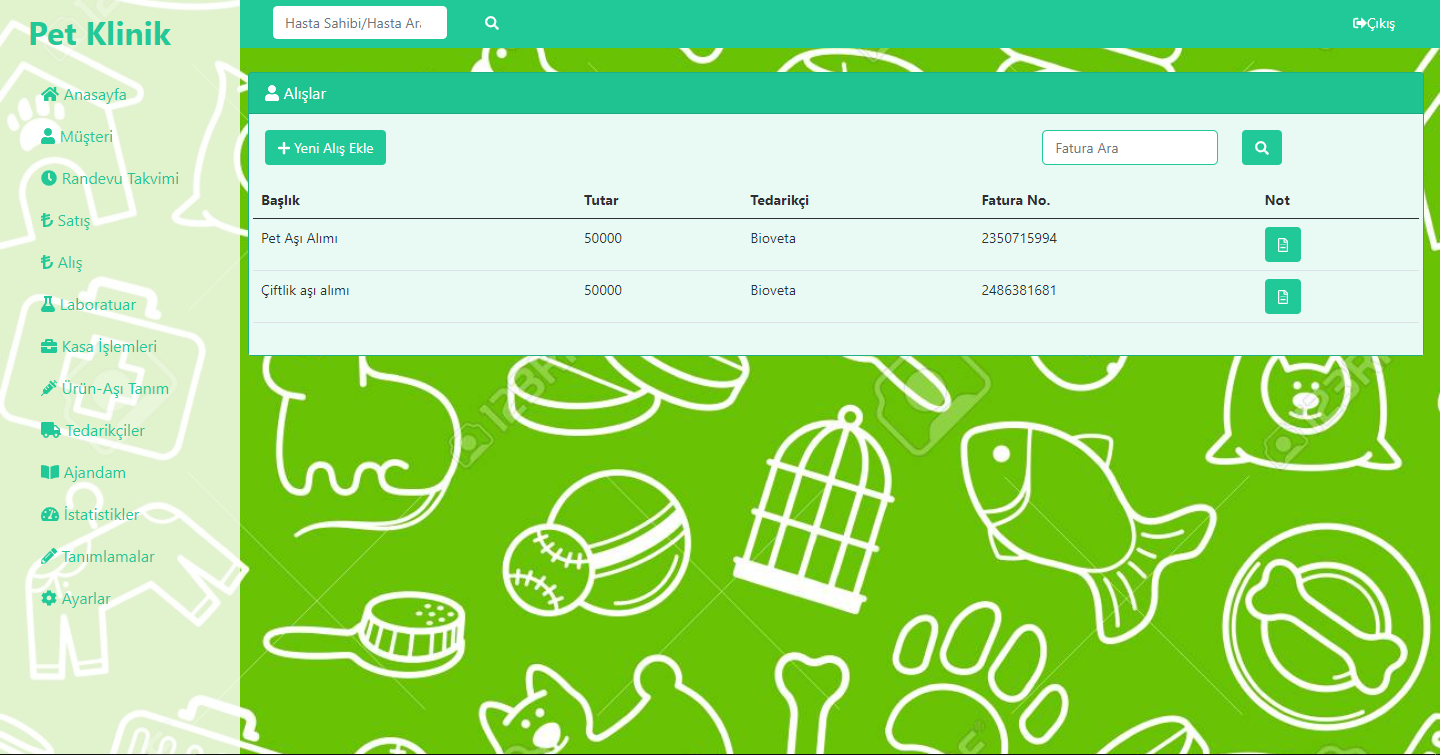 Pet Klinik
Hasta Sahibi/Hasta Ara
Çıkış
Anasayfa
Müşteri
Randevu Takvimi
Satış
Alış
Laboratuar
Kasa İşlemleri
Ürün-Aşı Tanım
Tedarikçiler
Ajandam
İstatistikler
Tanımlamalar
Ayarlar
Alışlar
Yeni Alış Ekle
Fatura Ara
Başlık Tutar Tedarikçi Fatura No. Not
Pet Aşı Alımı 50000 Bioveta 2350715994
Çiftlik aşı alımı 50000 Bioveta 2486381681